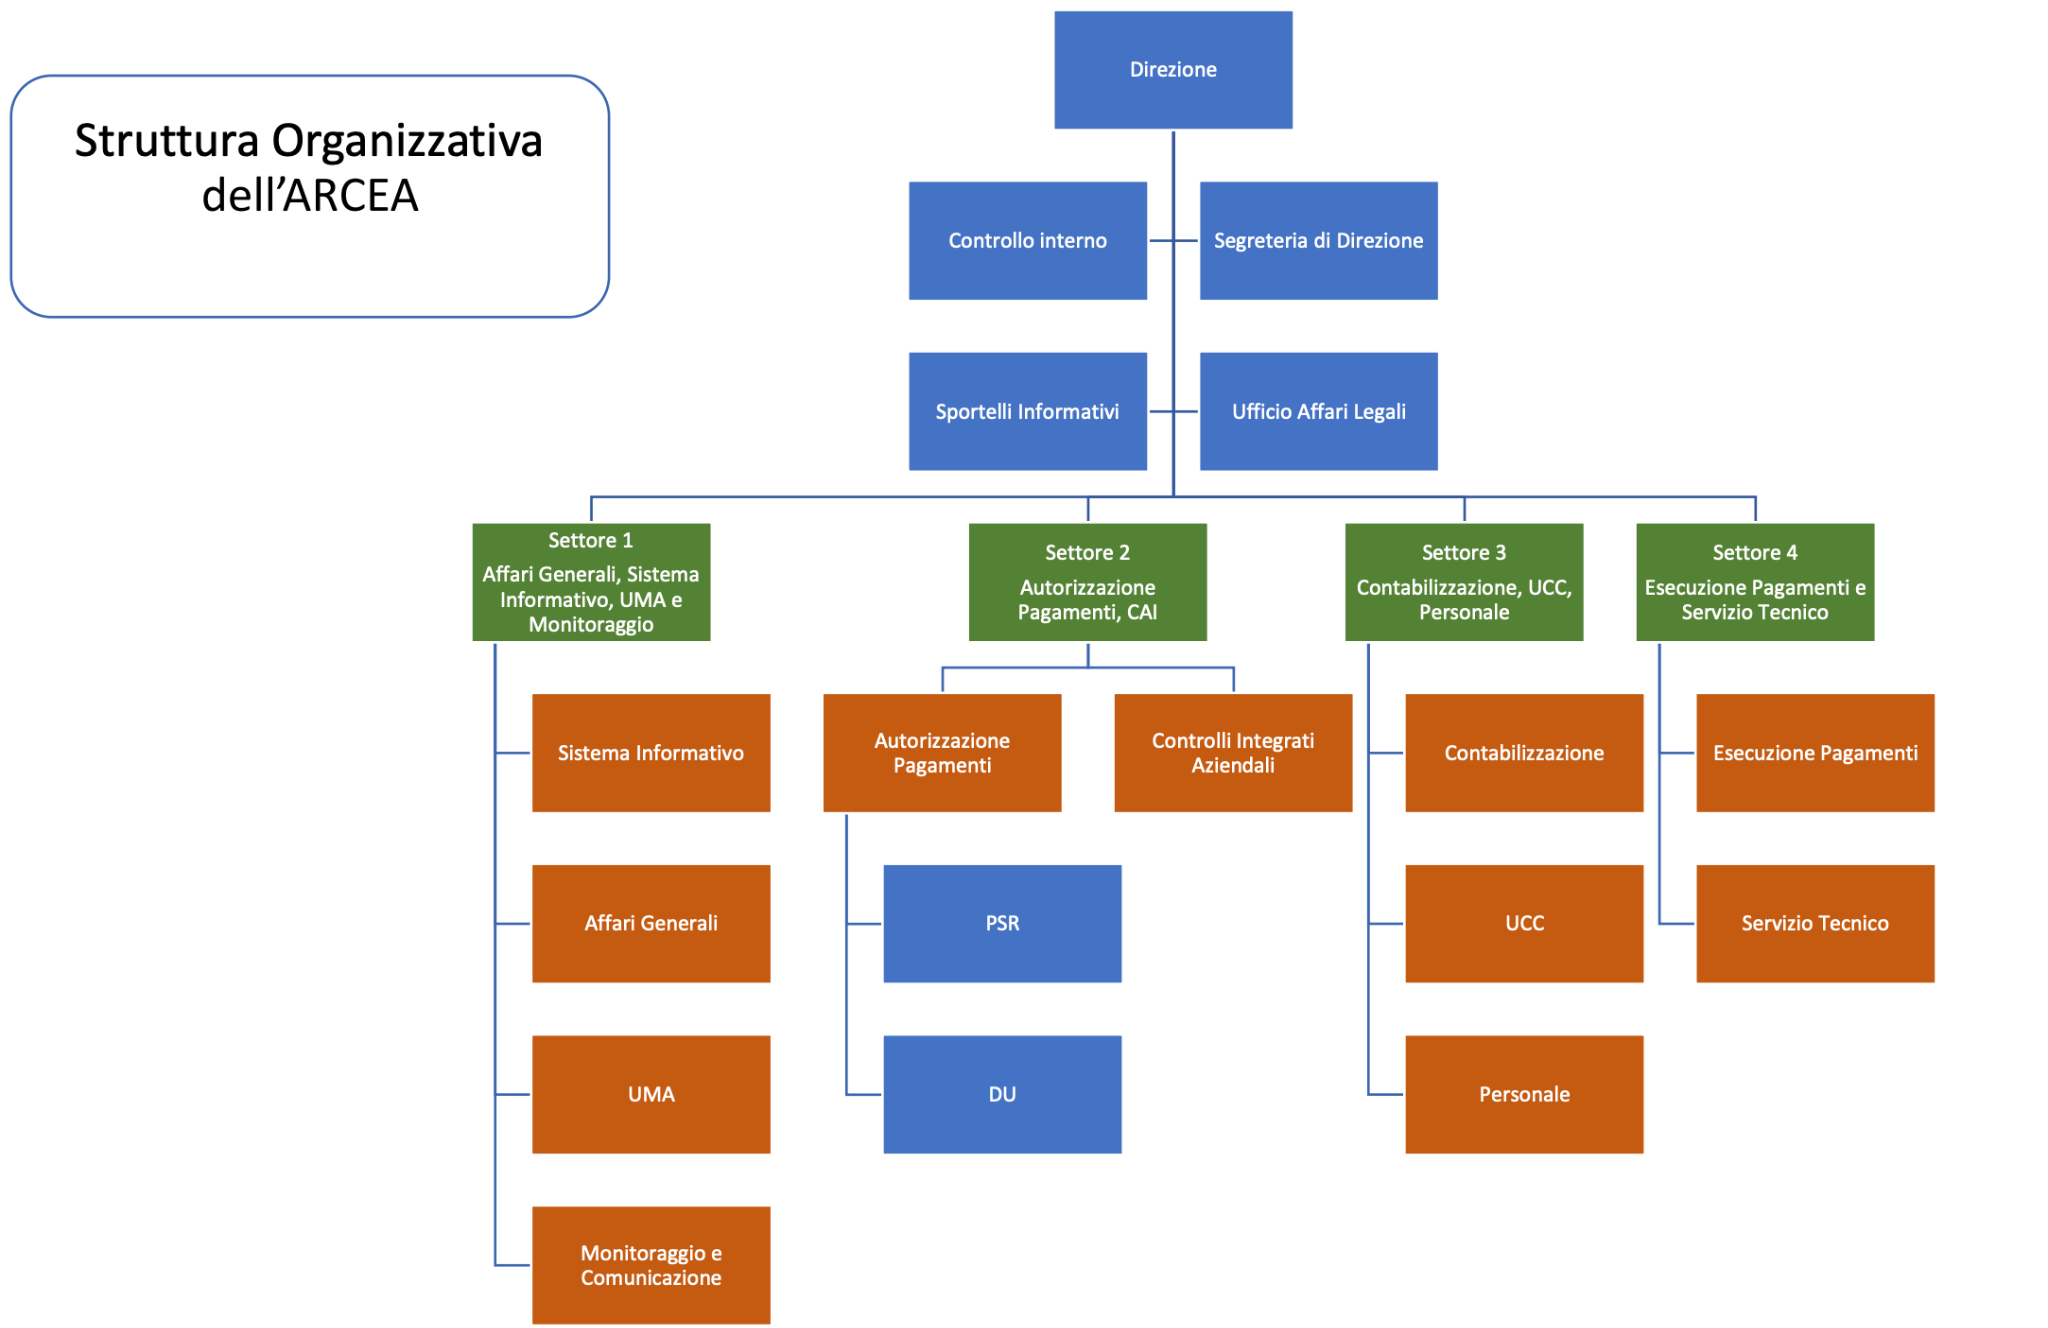 Struttura Organizzativa
dell’ARCEA
Direzione
Controllo interno
Segreteria di Direzione
Sportelli Informativi
Ufficio Affari Legali
Settore 1
Affari Generali, Sistema
Informativo, UMA e
Monitoraggio
Settore 2
Autorizzazione
Pagamenti, CAI
Settore 3
Contabilizzazione, UCC,
Personale
Settore 4
Esecuzione Pagamenti e
Servizio Tecnico
Sistema Informativo
Autorizzazione
Pagamenti
Controlli Integrati
Aziendali
Contabilizzazione
Esecuzione Pagamenti
Affari Generali
PSR
UCC
Servizio Tecnico
UMA
DU
Personale
Monitoraggio e
Comunicazione